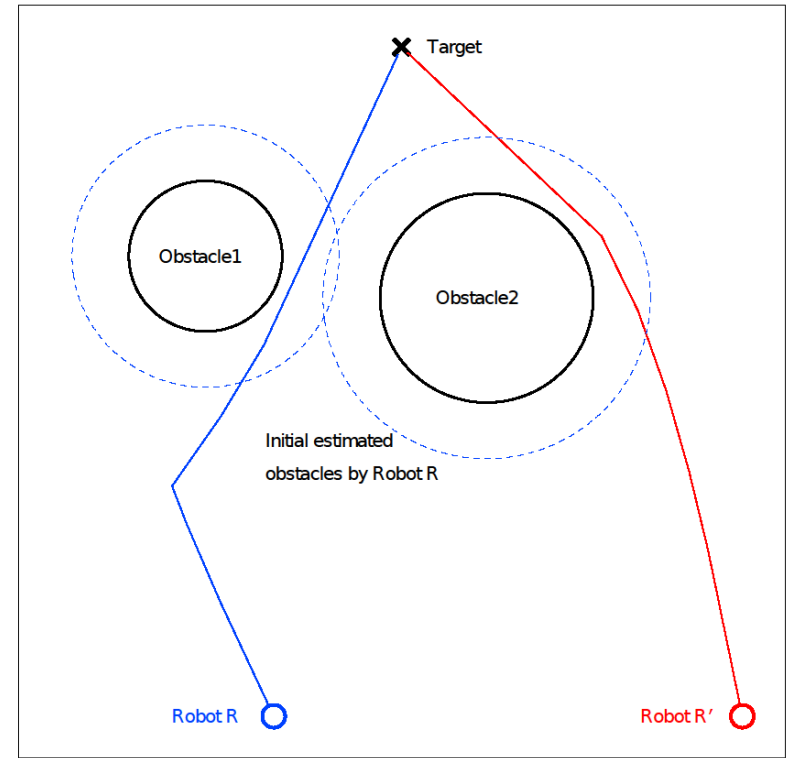 Target
Obstacle1
Obstacle2
Initial estimated
obstacles by Robot R
Robot R
Robot R′